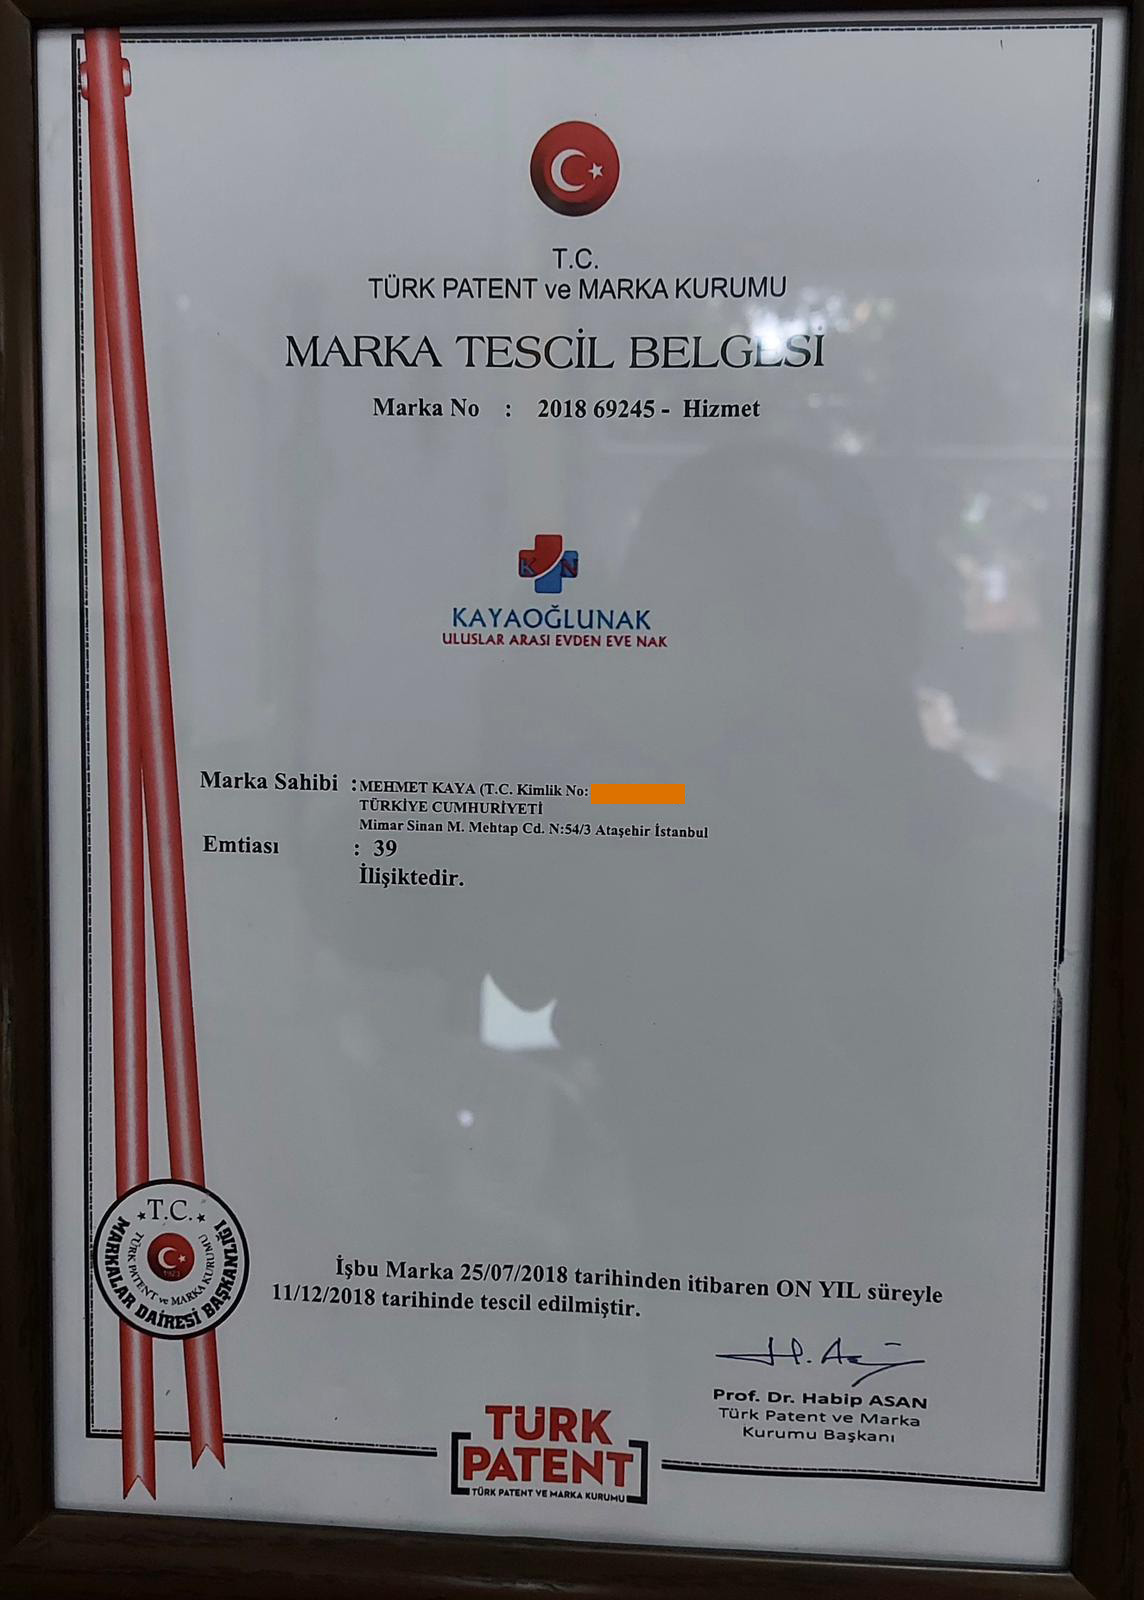 T.C.
TÜRK PATENT ve MARKA KURUMU
MARKA TESCİL BELGESİ
Marka No : 2018 69245 - Hizmet
K N
KAYAOĞLUNAK
ULUSLAR ARASI EVDEN EVE NAK
Marka Sahibi : MEHMET KAYA (T.C. Kimlik No:
TÜRKİYE CUMHURİYETİ
Mimar Sinan M. Mehtap Cd. N:54/3 Ataşehir İstanbul
Emtiası : 39
İlişiktedir.
T.C.
TÜRK PATENT ve MARKA KURUMU
1923
MARKALAR DAİRESİ BAŞKANLIĞI
İşbu Marka 25/07/2018 tarihinden itibaren ON YIL süreyle
11/12/2018 tarihinde tescil edilmiştir.
Prof. Dr. Habip ASAN
Türk Patent ve Marka
Kurumu Başkanı
TÜRK
PATENT
TÜRK PATENT VE MARKA KURUMU